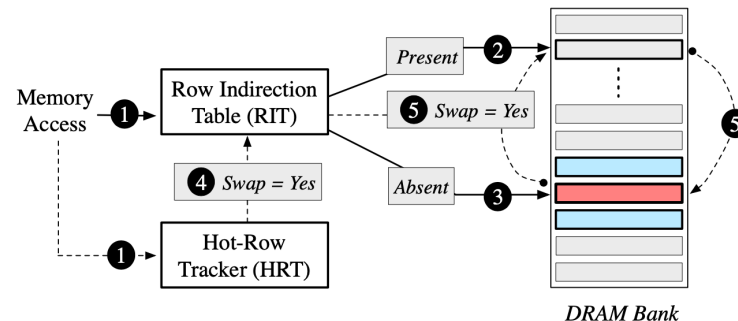 Memory
Access
1
Row Indirection
Table (RIT)
Present
2
5 Swap = Yes
Absent
3
4 Swap = Yes
1
Hot-Row
Tracker (HRT)
5
DRAM Bank